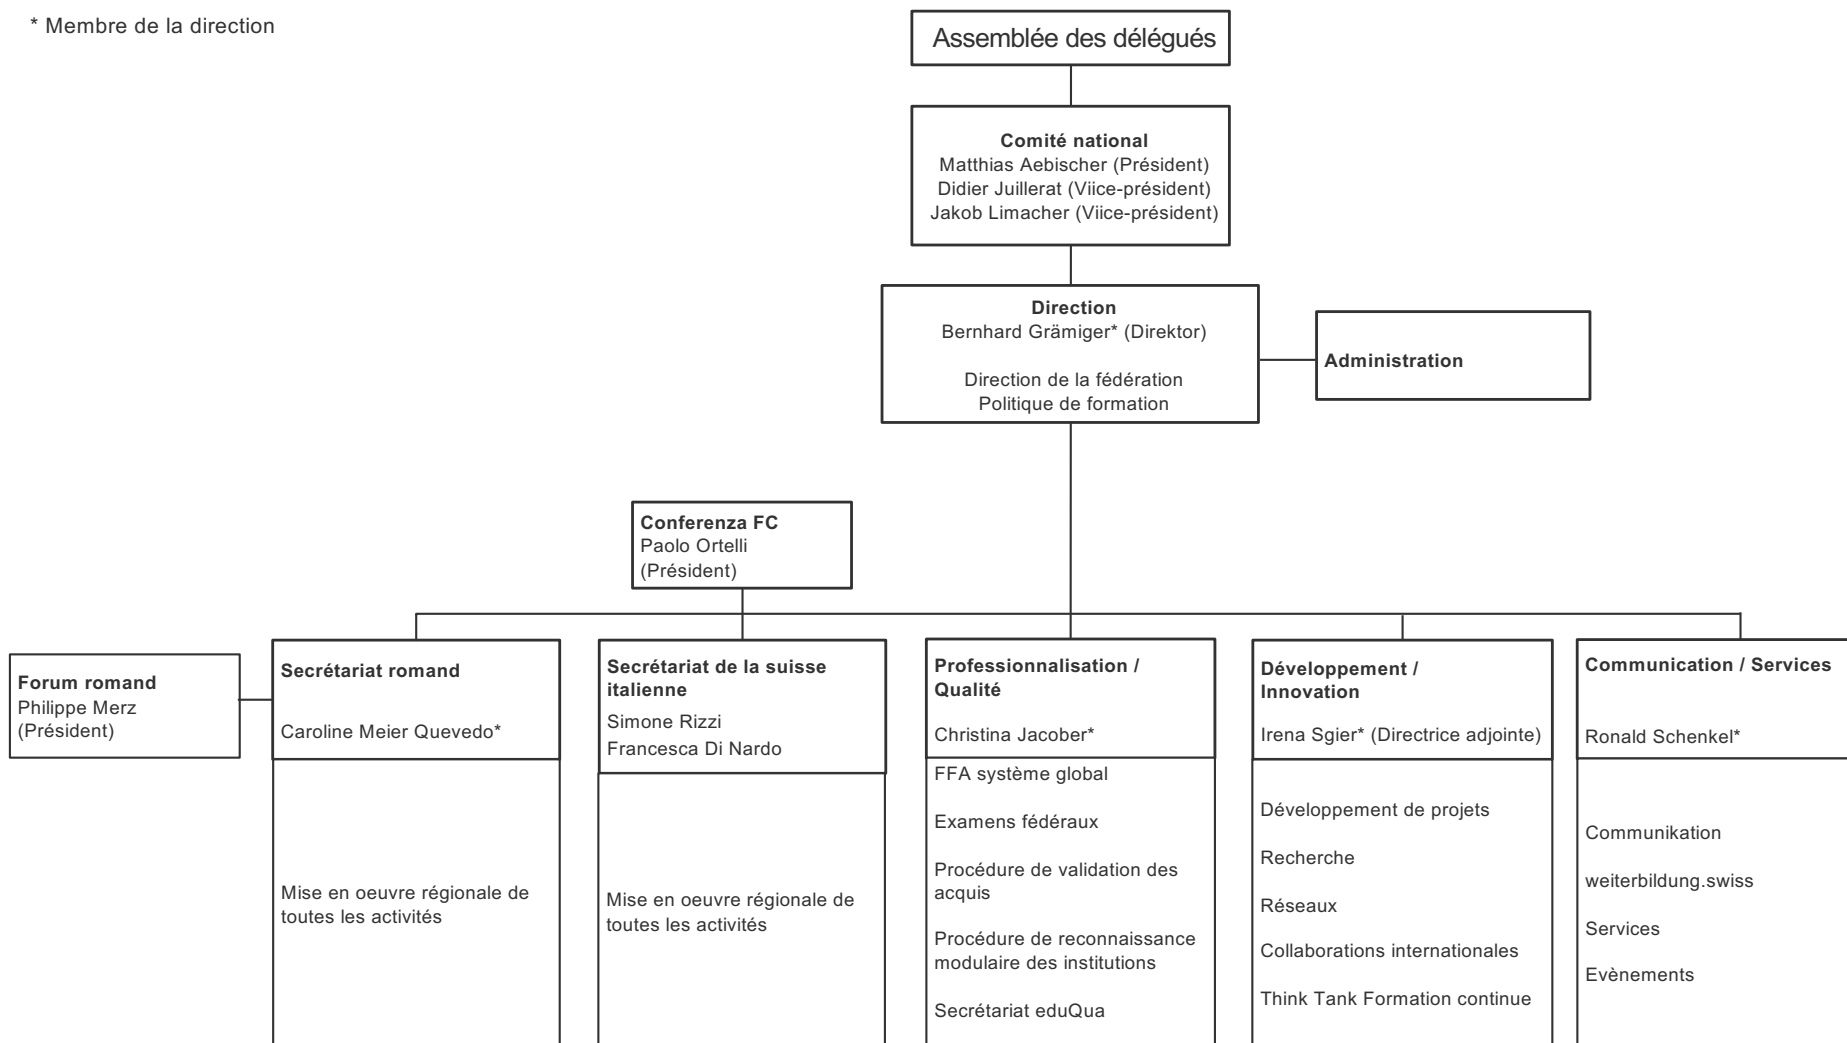 * Membre de la direction
Assemblée des délégués
Comité national
Matthias Aebischer (Président)
Didier Juillerat (Viice-président)
Jakob Limacher (Viice-président)
Direction
Bernhard Grämiger* (Direktor)
Direction de la fédération
Politique de formation
Administration
Conferenza FC
Paolo Ortelli
(Président)
Forum romand
Philippe Merz
(Président)
Secrétariat romand
Caroline Meier Quevedo*
Mise en oeuvre régionale de
toutes les activités
Secrétariat de la suisse
italienne
Simone Rizzi
Francesca Di Nardo
Mise en oeuvre régionale de
toutes les activités
Professionnalisation /
Qualité
Christina Jacober*
FFA système global
Examens fédéraux
Procédure de validation des
acquis
Procédure de reconnaissance
modulaire des institutions
Secrétariat eduQua
Développement /
Innovation
Irena Sgier* (Directrice adjointe)
Développement de projets
Recherche
Réseaux
Collaborations internationales
Think Tank Formation continue
Communication / Services
Ronald Schenkel*
Communikation
weiterbildung.swiss
Services
Evènements